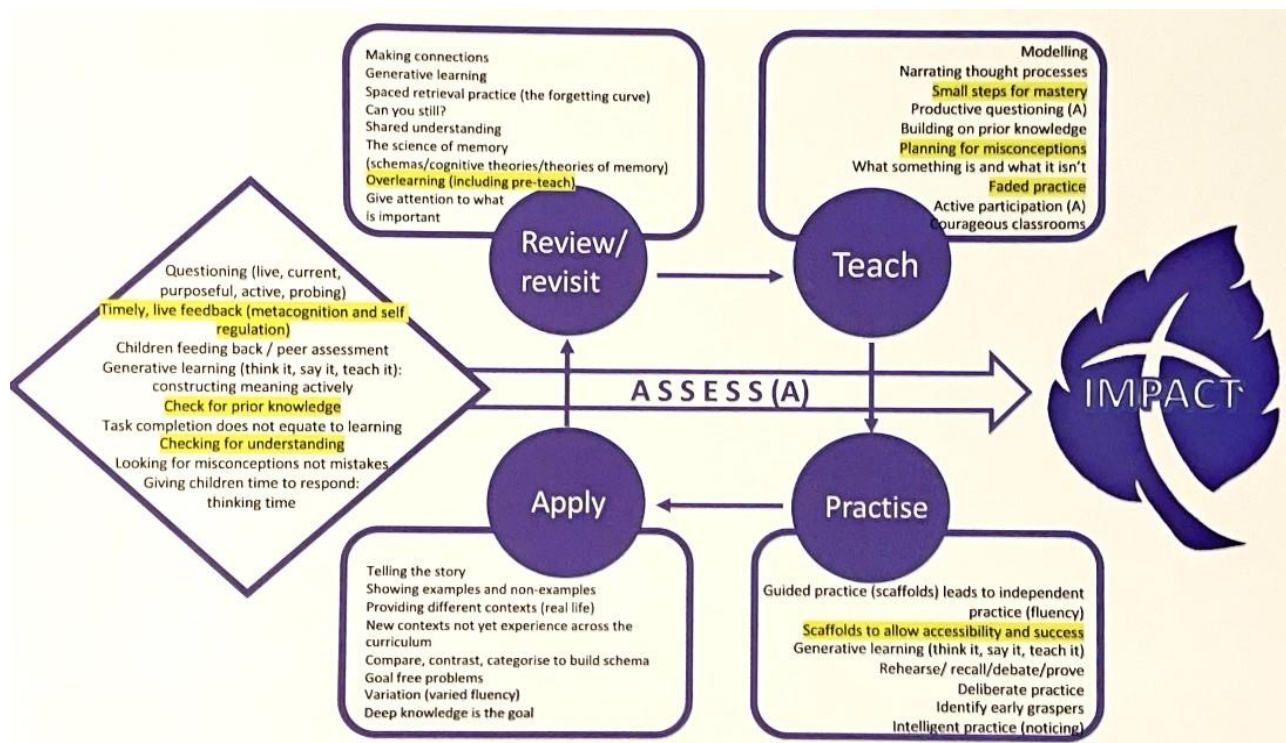 Making connections
Generative learning
Spaced retrieval practice (the forgetting curve)
Can you still?
Shared understanding
The science of memory
(schemas/cognitive theories/theories of memory)
Overlearning (including pre-teach)
Give attention to what
is important
Review/
revisit
Modelling
Narrating thought processes
Small steps for mastery
Productive questioning (A)
Building on prior knowledge
Planning for misconceptions
What something is and what it isn't
Faded practice
Active participation (A)
Courageous classrooms
Teach
Questioning (live, current,
purposeful, active, probing)
Timely, live feedback (metacognition and self
regulation)
Children feeding back / peer assessment
Generative learning (think it, say it, teach it):
constructing meaning actively
Check for prior knowledge
Task completion does not equate to learning
Checking for understanding
Looking for misconceptions not mistakes
Giving children time to respond:
thinking time
ASSESS (A)
IMPACT
Apply
Telling the story
Showing examples and non-examples
Providing different contexts (real life)
New contexts not yet experience across the
curriculum
Compare, contrast, categorise to build schema
Goal free problems
Variation (varied fluency)
Deep knowledge is the goal
Practise
Guided practice (scaffolds) leads to independent
practice (fluency)
Scaffolds to allow accessibility and success
Generative learning (think it, say it, teach it)
Rehearse/ recall/debate/prove
Deliberate practice
Identify early graspers
Intelligent practice (noticing)